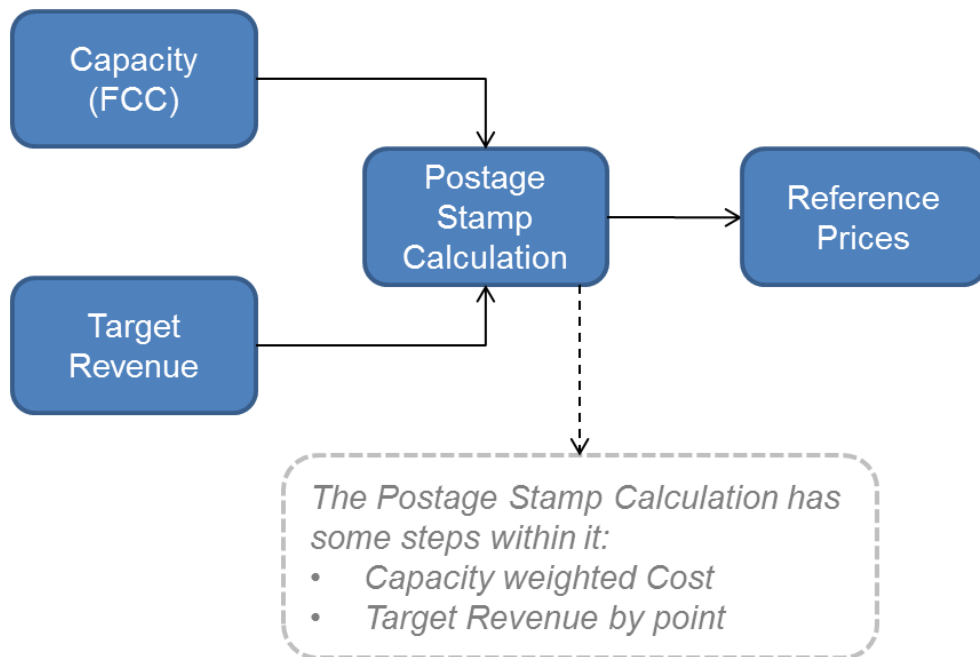 Capacity
(FCC)
Postage
Stamp
Calculation
Reference
Prices
Target
Revenue
The Postage Stamp Calculation has
some steps within it:
• Capacity weighted Cost
• Target Revenue by point